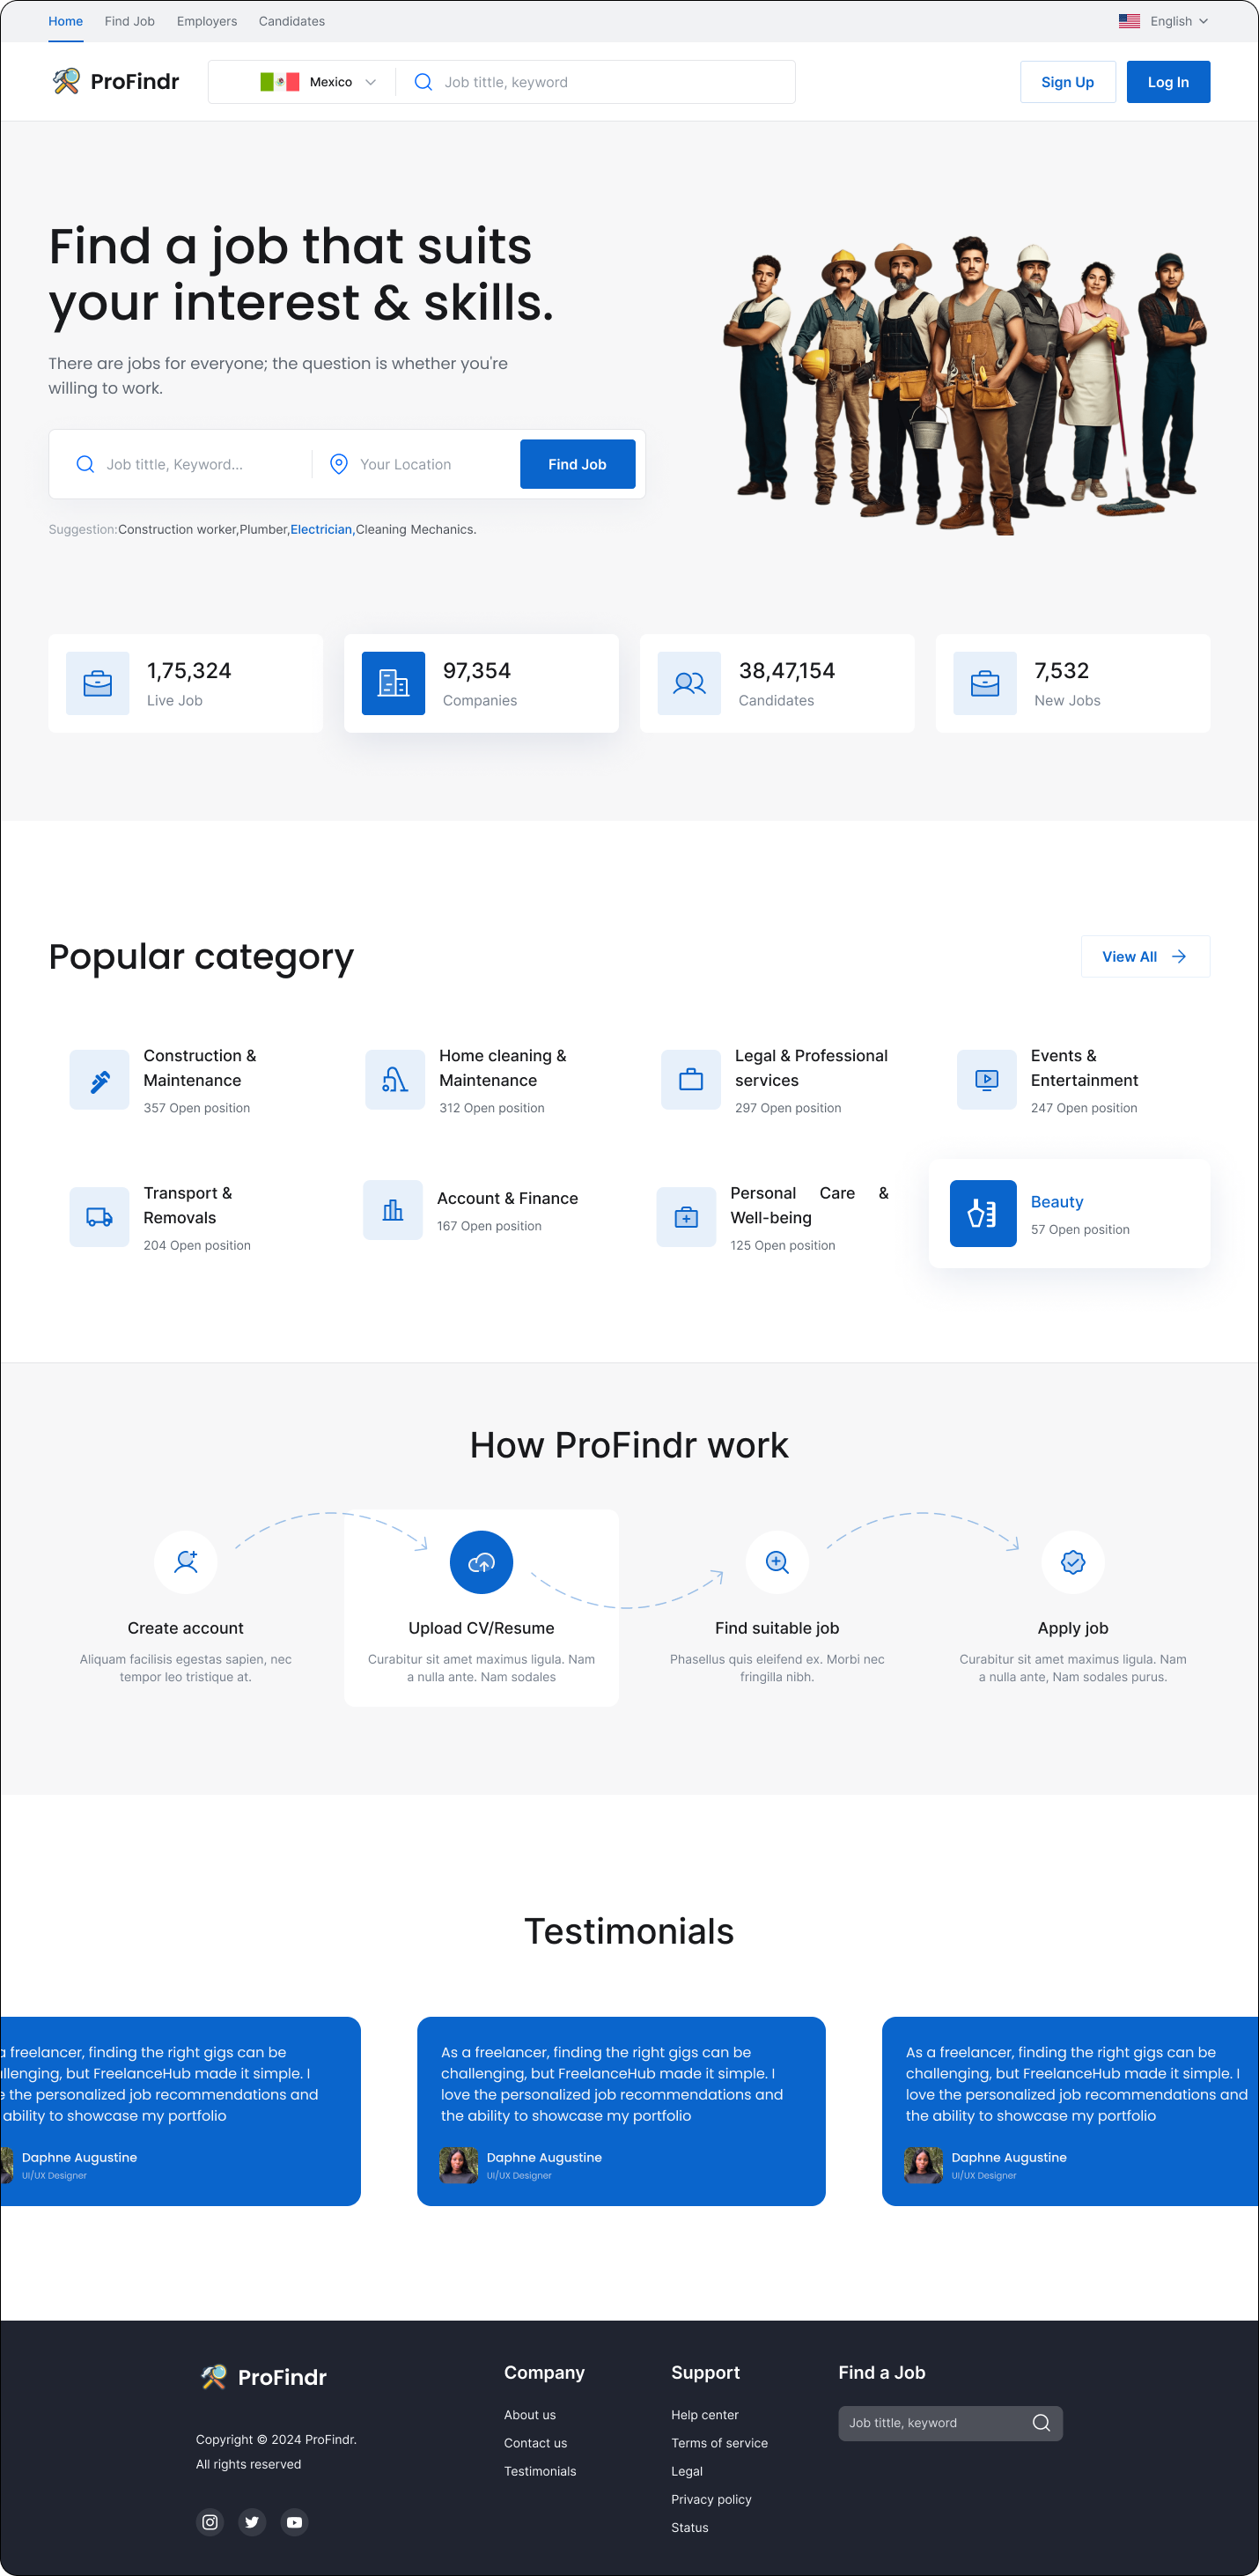 Home Find Job Employers Candidates English
ProFindr Mexico Job tittle, keyword Sign Up Log In
Find a job that suits
your interest & skills.
There are jobs for everyone; the question is whether you're
willing to work.
Job tittle, Keyword... Your Location Find Job
Suggestion:Construction worker,Plumber,Electrician,Cleaning Mechanics.
1,75,324
Live Job
97,354
Companies
38,47,154
Candidates
7,532
New Jobs
Popular category
View All
Construction &
Maintenance
357 Open position
Home cleaning &
Maintenance
312 Open position
Legal & Professional
services
297 Open position
Events &
Entertainment
247 Open position
Transport &
Removals
204 Open position
Account & Finance
167 Open position
Personal Care &
Well-being
125 Open position
Beauty
57 Open position
How ProFindr work
Create account
Aliquam facilisis egestas sapien, nec
tempor leo tristique at.
Upload CV/Resume
Curabitur sit amet maximus ligula. Nam
a nulla ante. Nam sodales
Find suitable job
Phasellus quis eleifend ex. Morbi nec
fringilla nibh.
Apply job
Curabitur sit amet maximus ligula. Nam
a nulla ante, Nam sodales purus.
Testimonials
a freelancer, finding the right gigs can be
llenging, but FreelanceHub made it simple. I
e the personalized job recommendations and
ability to showcase my portfolio
Daphne Augustine
UI/UX Designer
As a freelancer, finding the right gigs can be
challenging, but FreelanceHub made it simple. I
love the personalized job recommendations and
the ability to showcase my portfolio
Daphne Augustine
UI/UX Designer
As a freelancer, finding the right gigs can be
challenging, but FreelanceHub made it simple. I
love the personalized job recommendations and
the ability to showcase my portfolio
Daphne Augustine
UI/UX Designer
ProFindr
Copyright © 2024 ProFindr.
All rights reserved
Company
About us
Contact us
Testimonials
Support
Help center
Terms of service
Legal
Privacy policy
Status
Find a Job
Job tittle, keyword